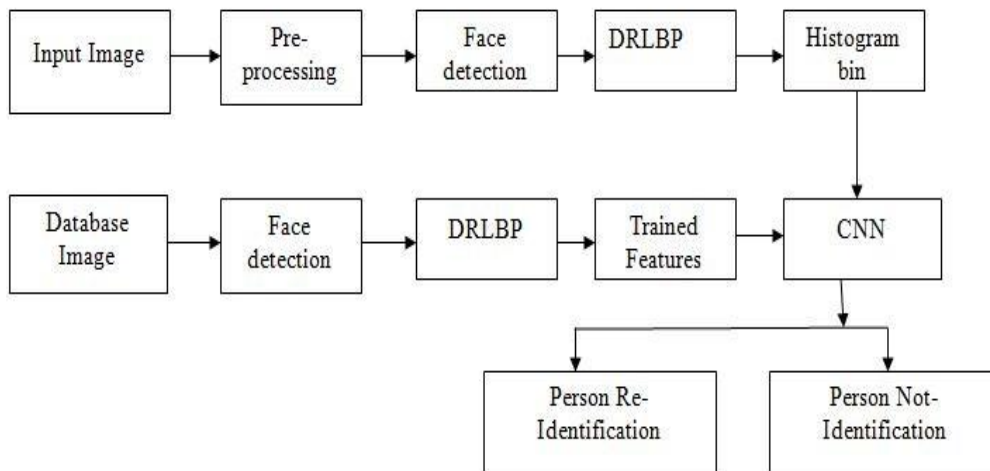 Input Image
Pre-
processing
Face
detection
DRLBP
Histogram
bin
Database
Image
Face
detection
DRLBP
Trained
Features
CNN
Person Re-
Identification
Person Not-
Identification